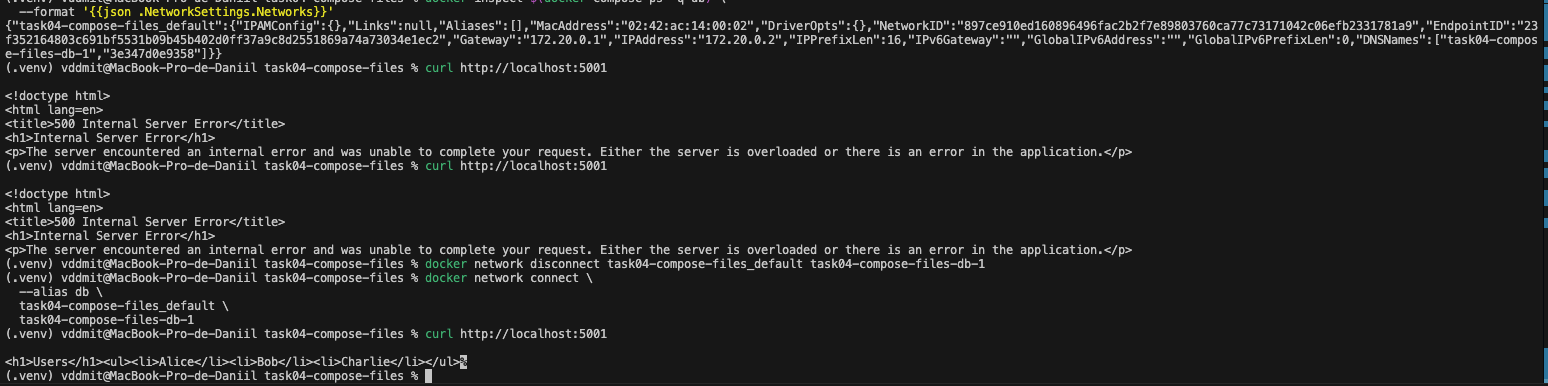 --format '{{json .NetworkSettings.Networks}}'
{"task04-compose-files_default":{"IPAMConfig":{},"Links":null,"Aliases":[],"MacAddress":"02:42:ac:14:00:02","DriverOpts":{},"NetworkID":"897ce910ed160896496fac2b2f7e89803760ca77c73171042c06efb2331781a9","EndpointID":"23
f352164803c691bf5531b09b45b402d0ff37a9c8d2551869a74a73034e1ec2","Gateway":"172.20.0.1","IPAddress":"172.20.0.2","IPPrefixLen":16,"IPv6Gateway":"","GlobalIPv6Address":"","GlobalIPv6PrefixLen":0,"DNSNames":["task04-compos
e-files-db-1","3e347d0e9358"]}}
(.venv) vddmit@MacBook-Pro-de-Daniil task04-compose-files % curl http://localhost:5001
<!doctype html>
<html lang=en>
<title>500 Internal Server Error</title>
<h1>Internal Server Error</h1>
<p>The server encountered an internal error and was unable to complete your request. Either the server is overloaded or there is an error in the application.</p>
(.venv) vddmit@MacBook-Pro-de-Daniil task04-compose-files % curl http://localhost:5001
<!doctype html>
<html lang=en>
<title>500 Internal Server Error</title>
<h1>Internal Server Error</h1>
<p>The server encountered an internal error and was unable to complete your request. Either the server is overloaded or there is an error in the application.</p>
(.venv) vddmit@MacBook-Pro-de-Daniil task04-compose-files % docker network disconnect task04-compose-files_default task04-compose-files-db-1
(.venv) vddmit@MacBook-Pro-de-Daniil task04-compose-files % docker network connect \
--alias db \
task04-compose-files_default \
task04-compose-files-db-1
(.venv) vddmit@MacBook-Pro-de-Daniil task04-compose-files % curl http://localhost:5001
<h1>Users</h1><ul><li>Alice</li><li>Bob</li><li>Charlie</li></ul>%
(.venv) vddmit@MacBook-Pro-de-Daniil task04-compose-files %